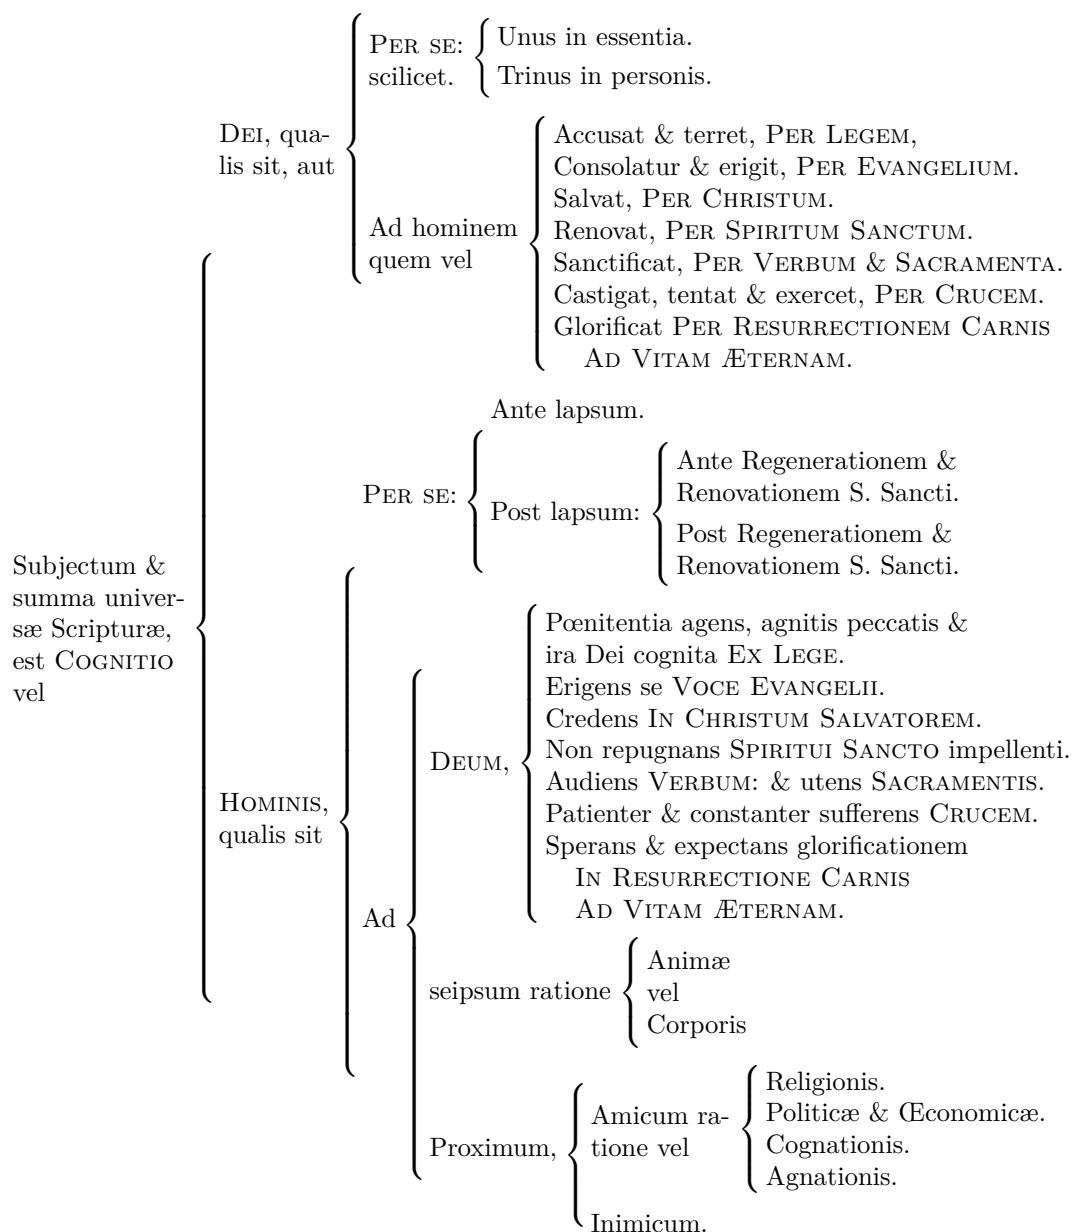 Subjectum &
summa univer-
sæ Scripturæ,
est COGNITIO
vel
DEI, qua-
lis sit, aut
PER SE:
scilicet.
Unus in essentia.
Trinus in personis.
Ad hominem
quem vel
Accusat & terret, PER LEGEM,
Consolatur & erigit, PER EVANGELIUM.
Salvat, PER CHRISTUM.
Renovat, PER SPIRITUM SANCTUM.
Sanctificat, PER VERBUM & SACRAMENTA.
Castigat, tentat & exercet, PER CRUCEM.
Glorificat PER RESURRECTIONEM CARNIS
AD VITAM ÆTERNAM.
HOMINIS,
qualis sit
PER SE:
Ante lapsum.
Post lapsum:
Ante Regenerationem &
Renovationem S. Sancti.
Post Regenerationem &
Renovationem S. Sancti.
Ad
DEUM,
Pœnitentia agens, agnitis peccatis &
ira Dei cognita EX LEGE.
Erigens se VOCE EVANGELII.
Credens IN CHRISTUM SALVATOREM.
Non repugnans SPIRITUI SANCTO impellenti.
Audiens VERBUM: & utens SACRAMENTIS.
Patienter & constanter sufferens CRUCEM.
Sperans & expectans glorificationem
IN RESURRECTIONE CARNIS
AD VITAM ÆTERNAM.
seipsum ratione
Animæ
vel
Corporis
Proximum,
Amicum ra-
tione vel
Religionis.
Politicæ & Œconomicæ.
Cognationis.
Agnationis.
Inimicum.